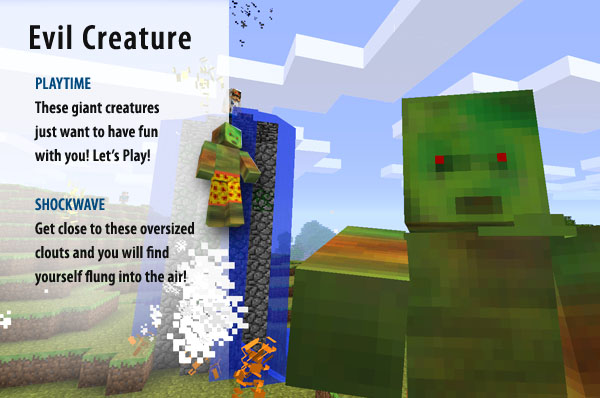 Evil Creature
PLAYTIME
These giant creatures
just want to have fun
with you! Let's Play!
SHOCKWAVE
Get close to these oversized
clouts and you will find
yourself flung into the air!